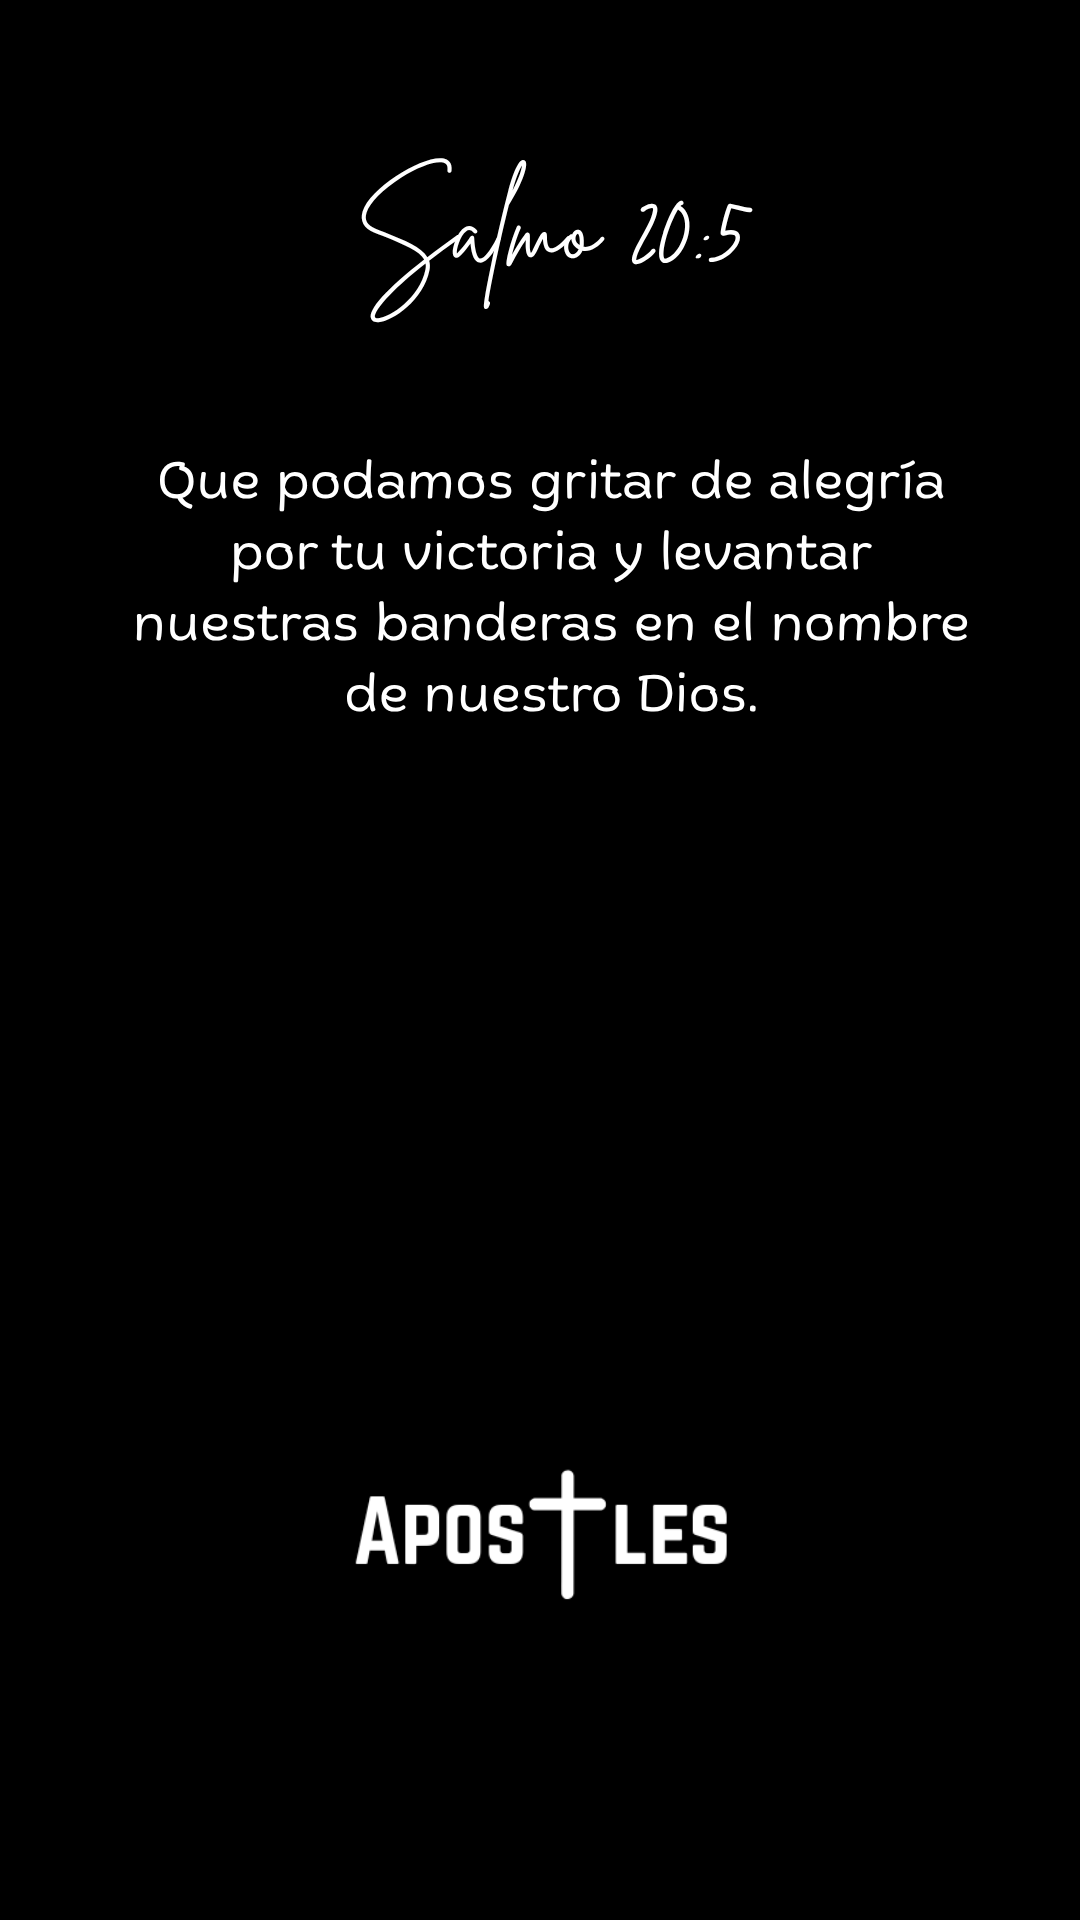 Salmo 20:5
Que podamos gritar de alegría
por tu victoria y levantar
nuestras banderas en el nombre
de nuestro Dios.
APOSTLES